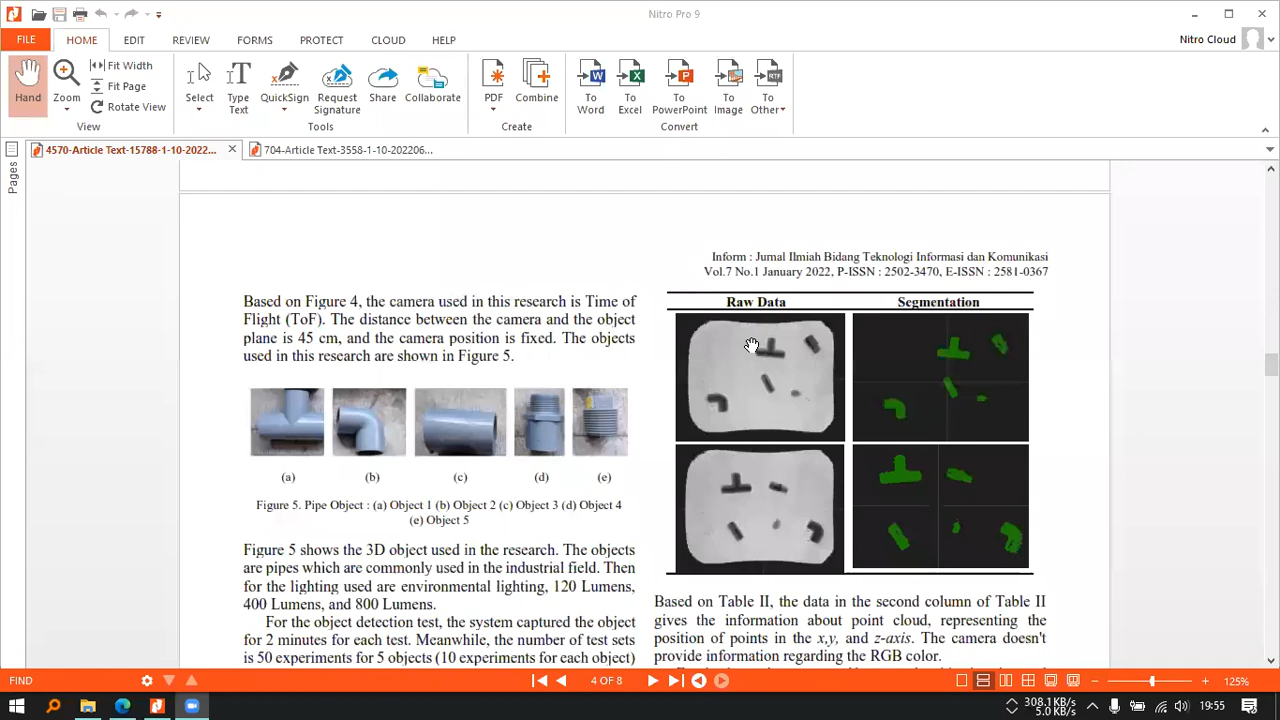 Nitro Pro 9
FILE HOME EDIT REVIEW FORMS PROTECT CLOUD HELP
Nitro Cloud
Hand
Zoom
Fit Width
Fit Page
Rotate View
View
Select
Type Text
QuickSign
Request Signature
Share
Collaborate
Tools
PDF
Combine
Create
To Word
To Excel
To PowerPoint
To Image
To Other
Convert
4570-Article Text-15788-1-10-2022...
704-Article Text-3558-1-10-202206...
Pages
Inform : Jurnal Ilmiah Bidang Teknologi Informasi dan Komunikasi
Vol.7 No.1 January 2022, P-ISSN : 2502-3470, E-ISSN : 2581-0367
Based on Figure 4, the camera used in this research is Time of
Flight (ToF). The distance between the camera and the object
plane is 45 cm, and the camera position is fixed. The objects
used in this research are shown in Figure 5.
(a) (b) (c) (d) (e)
Figure 5. Pipe Object : (a) Object 1 (b) Object 2 (c) Object 3 (d) Object 4
(e) Object 5
Figure 5 shows the 3D object used in the research. The objects
are pipes which are commonly used in the industrial field. Then
for the lighting used are environmental lighting, 120 Lumens,
400 Lumens, and 800 Lumens.
For the object detection test, the system captured the object
for 2 minutes for each test. Meanwhile, the number of test sets
is 50 experiments for 5 objects (10 experiments for each object)
Raw Data Segmentation
Based on Table II, the data in the second column of Table II
gives the information about point cloud, representing the
position of points in the x,y, and z-axis. The camera doesn't
provide information regarding the RGB color.
FIND
4 OF 8
125%
308.1KB/s
5.0 KB/s
19:55